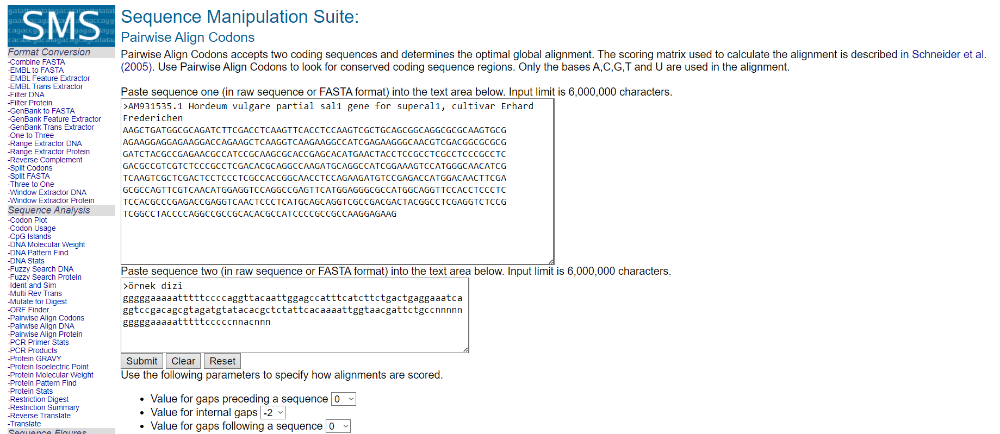 SMS
Format Conversion
-Combine FASTA
-EMBL to FASTA
-EMBL Feature Extractor
-EMBL Trans Extractor
-Filter DNA
-Filter Protein
-GenBank to FASTA
-GenBank Feature Extractor
-GenBank Trans Extractor
-One to Three
-Range Extractor DNA
-Range Extractor Protein
-Reverse Complement
-Split Codons
-Split FASTA
-Three to One
-Window Extractor DNA
-Window Extractor Protein
Sequence Analysis
-Codon Plot
-Codon Usage
-CpG Islands
-DNA Molecular Weight
-DNA Pattern Find
-DNA Stats
-Fuzzy Search DNA
-Fuzzy Search Protein
-Ident and Sim
-Multi Rev Trans
-Mutate for Digest
-ORF Finder
-Pairwise Align Codons
-Pairwise Align DNA
-Pairwise Align Protein
-PCR Primer Stats
-PCR Products
-Protein GRAVY
-Protein Isoelectric Point
-Protein Molecular Weight
-Protein Pattern Find
-Protein Stats
-Restriction Digest
-Restriction Summary
-Reverse Translate
-Translate
Sequence Figures
Sequence Manipulation Suite:
Pairwise Align Codons
Pairwise Align Codons accepts two coding sequences and determines the optimal global alignment. The scoring matrix used to calculate the alignment is described in Schneider et al.
(2005). Use Pairwise Align Codons to look for conserved coding sequence regions. Only the bases A,C,G,T and U are used in the alignment.
Paste sequence one (in raw sequence or FASTA format) into the text area below. Input limit is 6,000,000 characters.
>AM931535.1 Hordeum vulgare partial sal1 gene for superal1, cultivar Erhard
Frederichen
AAGCTGATGGCGCAGATCTTCGACCTCAAGTTCACCTCCAAGTCGCTGCAGCGGCAGGCGCGCAAGTGCG
AGAAGGAGGAGAAGGACCAGAAGCTCAAGGTCAAGAAGGCCATCGAGAAGGGCAACGTCGACGGCGCGCG
GATCTACGCCGAGAACGCCATCCGCAAGCGCACCGAGCACATGAACTACCTCCGCCTCGCCTCCCGCCTC
GACGCCGTCGTCTCCCGCCTCGACACGCAGGCCAAGATGCAGGCCATCGGAAAGTCCATGGGCAACATCG
TCAAGTCGCTCGACTCCTCCCTCGCCACCGGCAACCTCCAGAAGATGTCCGAGACCATGGACAACTTCGA
GCGCCAGTTCGTCAACATGGAGGTCCAGGCCGAGTTCATGGAGGGCGCCATGGCAGGTTCCACCTCCCTC
TCCACGCCCGAGACCGAGGTCAACTCCCTCATGCAGCAGGTCGCCGACGACTACGGCCTCGAGGTCTCCG
TCGGCCTACCCCAGGCCGCCGCACACGCCATCCCCGCCGCCAAGGAGAAG
Paste sequence two (in raw sequence or FASTA format) into the text area below. Input limit is 6,000,000 characters.
>örnek dizi
gggggaaaaatttttccccaggttacaattggagccatttcatcttctgactgaggaaatca
ggtccgacagcgtagatgtatacacgctctattcacaaaattggtaacgattctgccnnnnn
gggggaaaaatttttcccccnnacnnn
Submit Clear Reset
Use the following parameters to specify how alignments are scored.
• Value for gaps preceding a sequence 0
• Value for internal gaps -2
• Value for gaps following a sequence 0